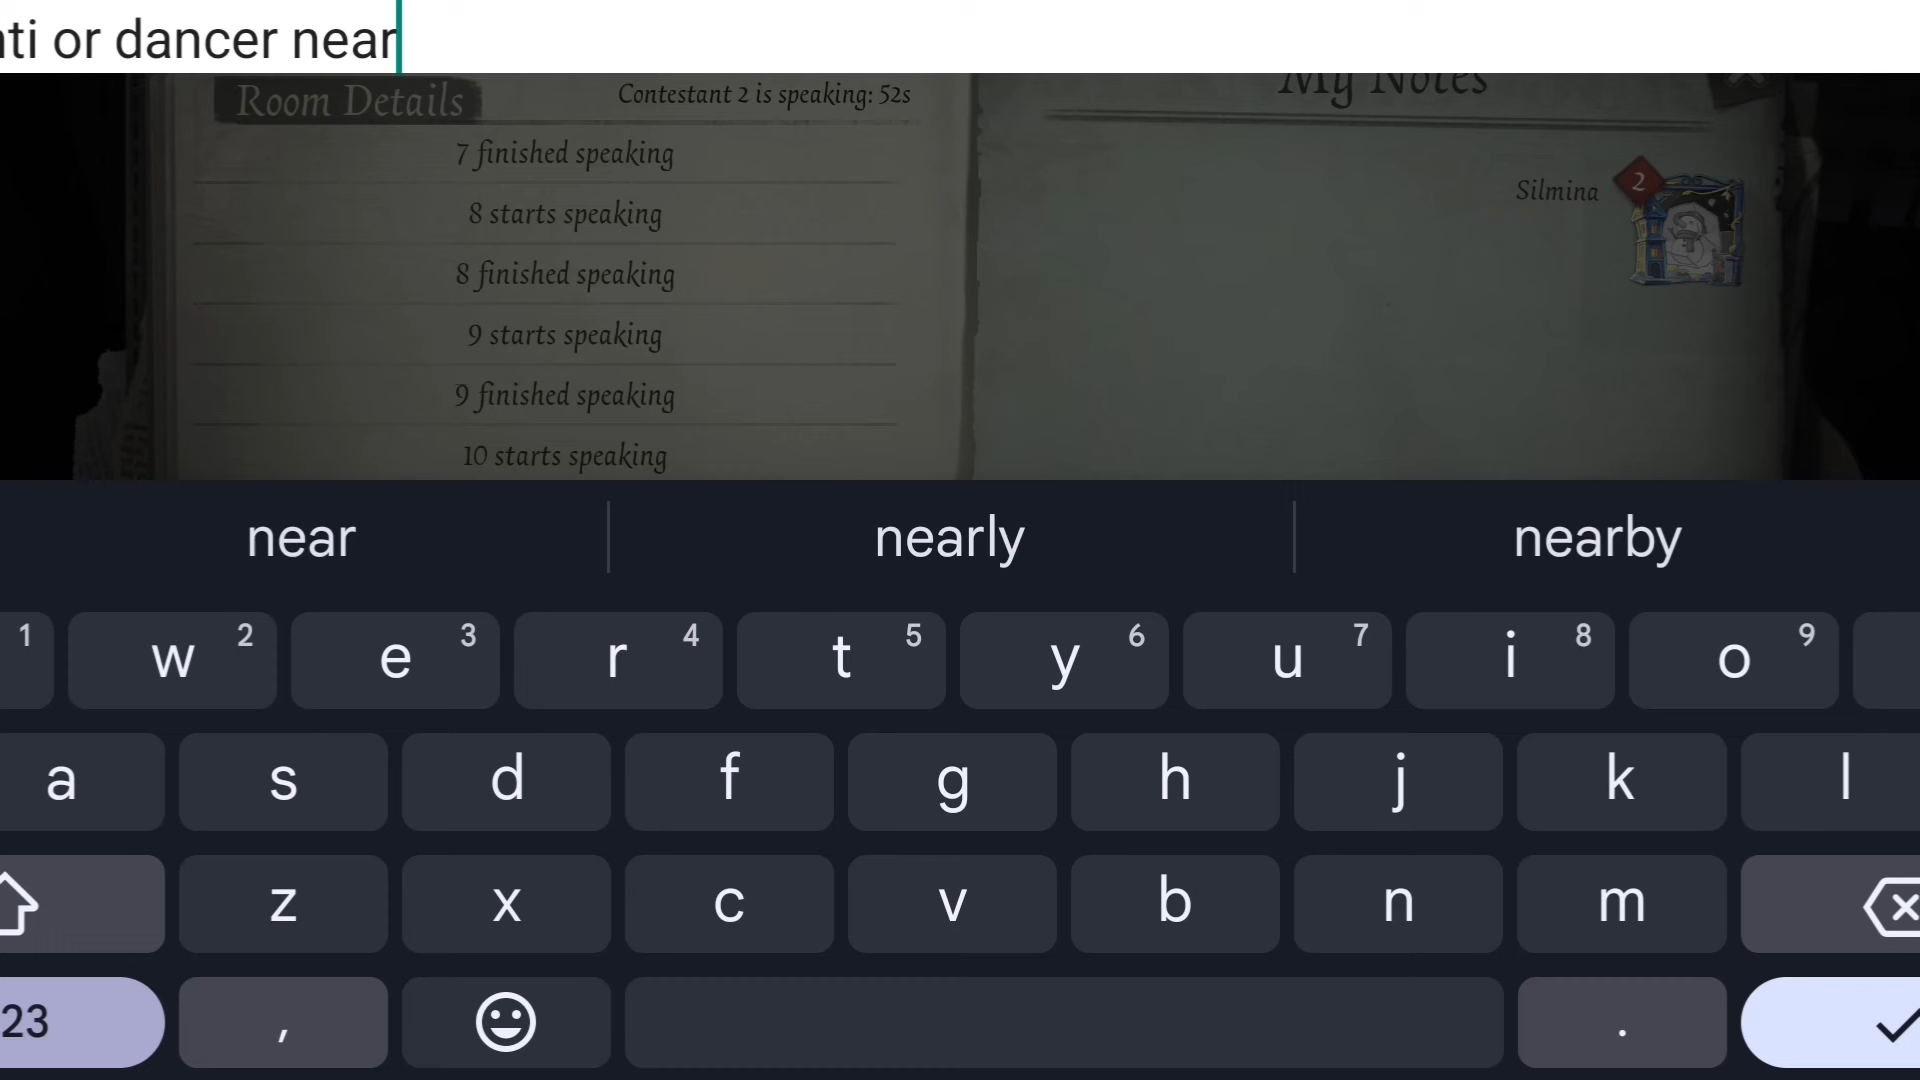 nti or dancer near
Room Details
Contestant 2 is speaking: 52s
My Notes
7 finished speaking
8 starts speaking
8 finished speaking
9 starts speaking
9 finished speaking
10 starts speaking
Silmina
2
near
nearly
nearby
1
w 2
e 3
r 4
t 5
y 6
u 7
i 8
o 9
a s d f g h j k l
z x c v b n m
23 , .